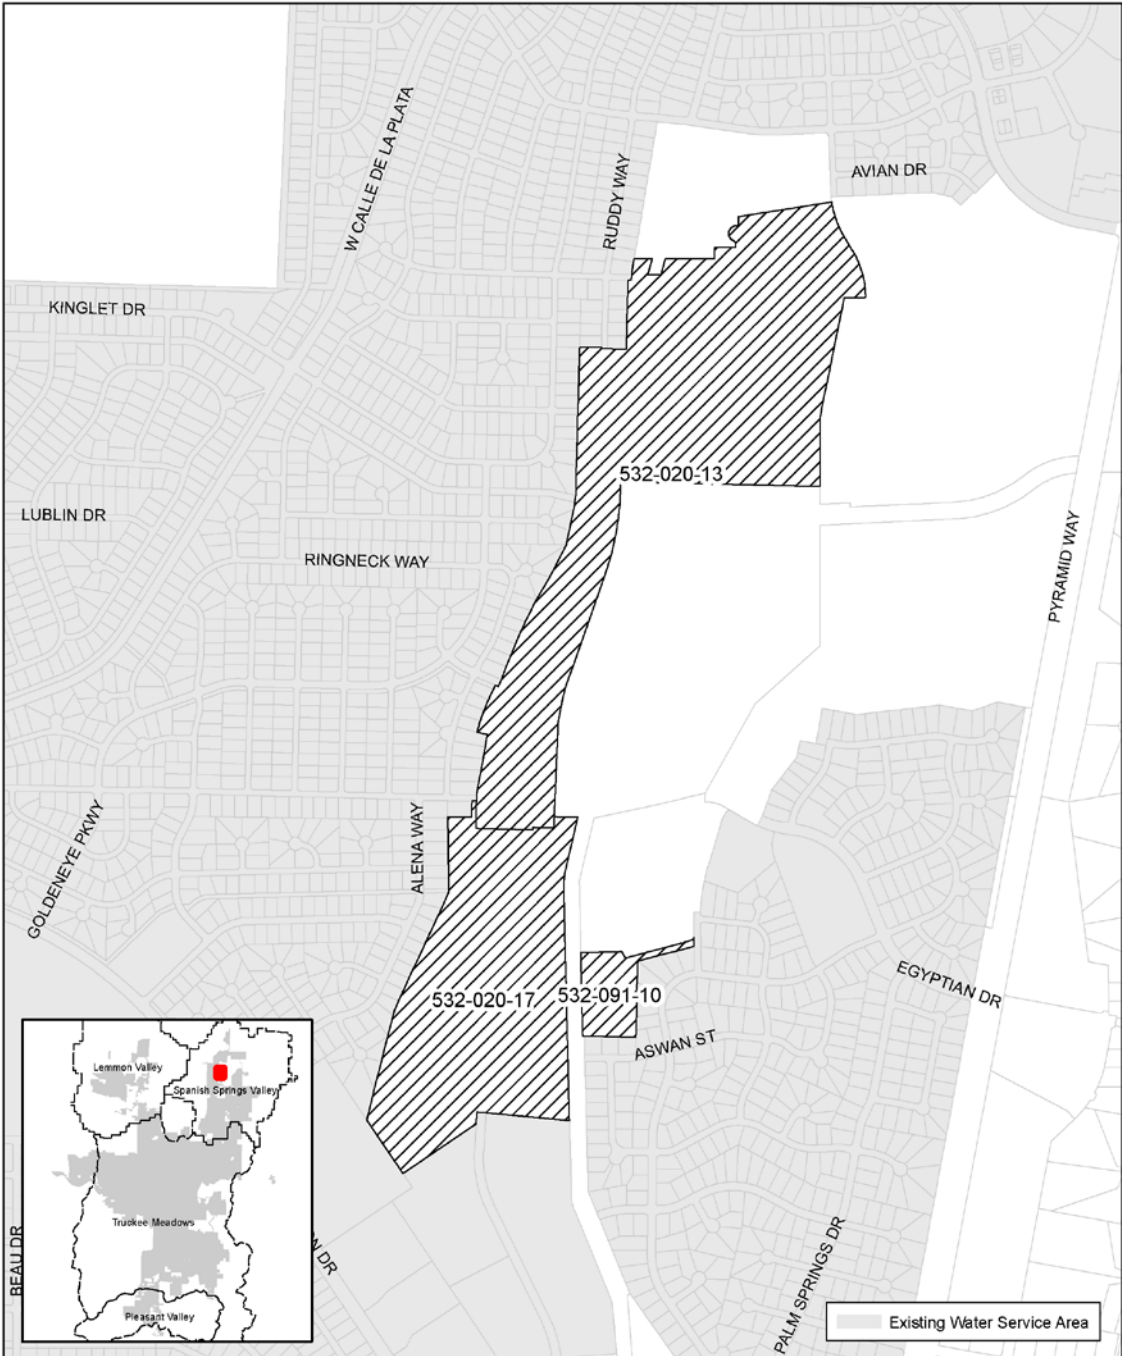 W CALLE DE LA PLATA
RUDDY WAY
AVIAN DR
KINGLET DR
532-020-13
LUBLIN DR
RINGNECK WAY
PYRAMID WAY
GOLDENEYE PKWY
ALENA WAY
EGYPTIAN DR
532-020-17
532-091-10
ASWAN ST
Lemmon Valley
Spanish Springs Valley
Truckee Meadows
Pleasant Valley
BEAU DR
N DR
PALM SPRINGS DR
Existing Water Service Area